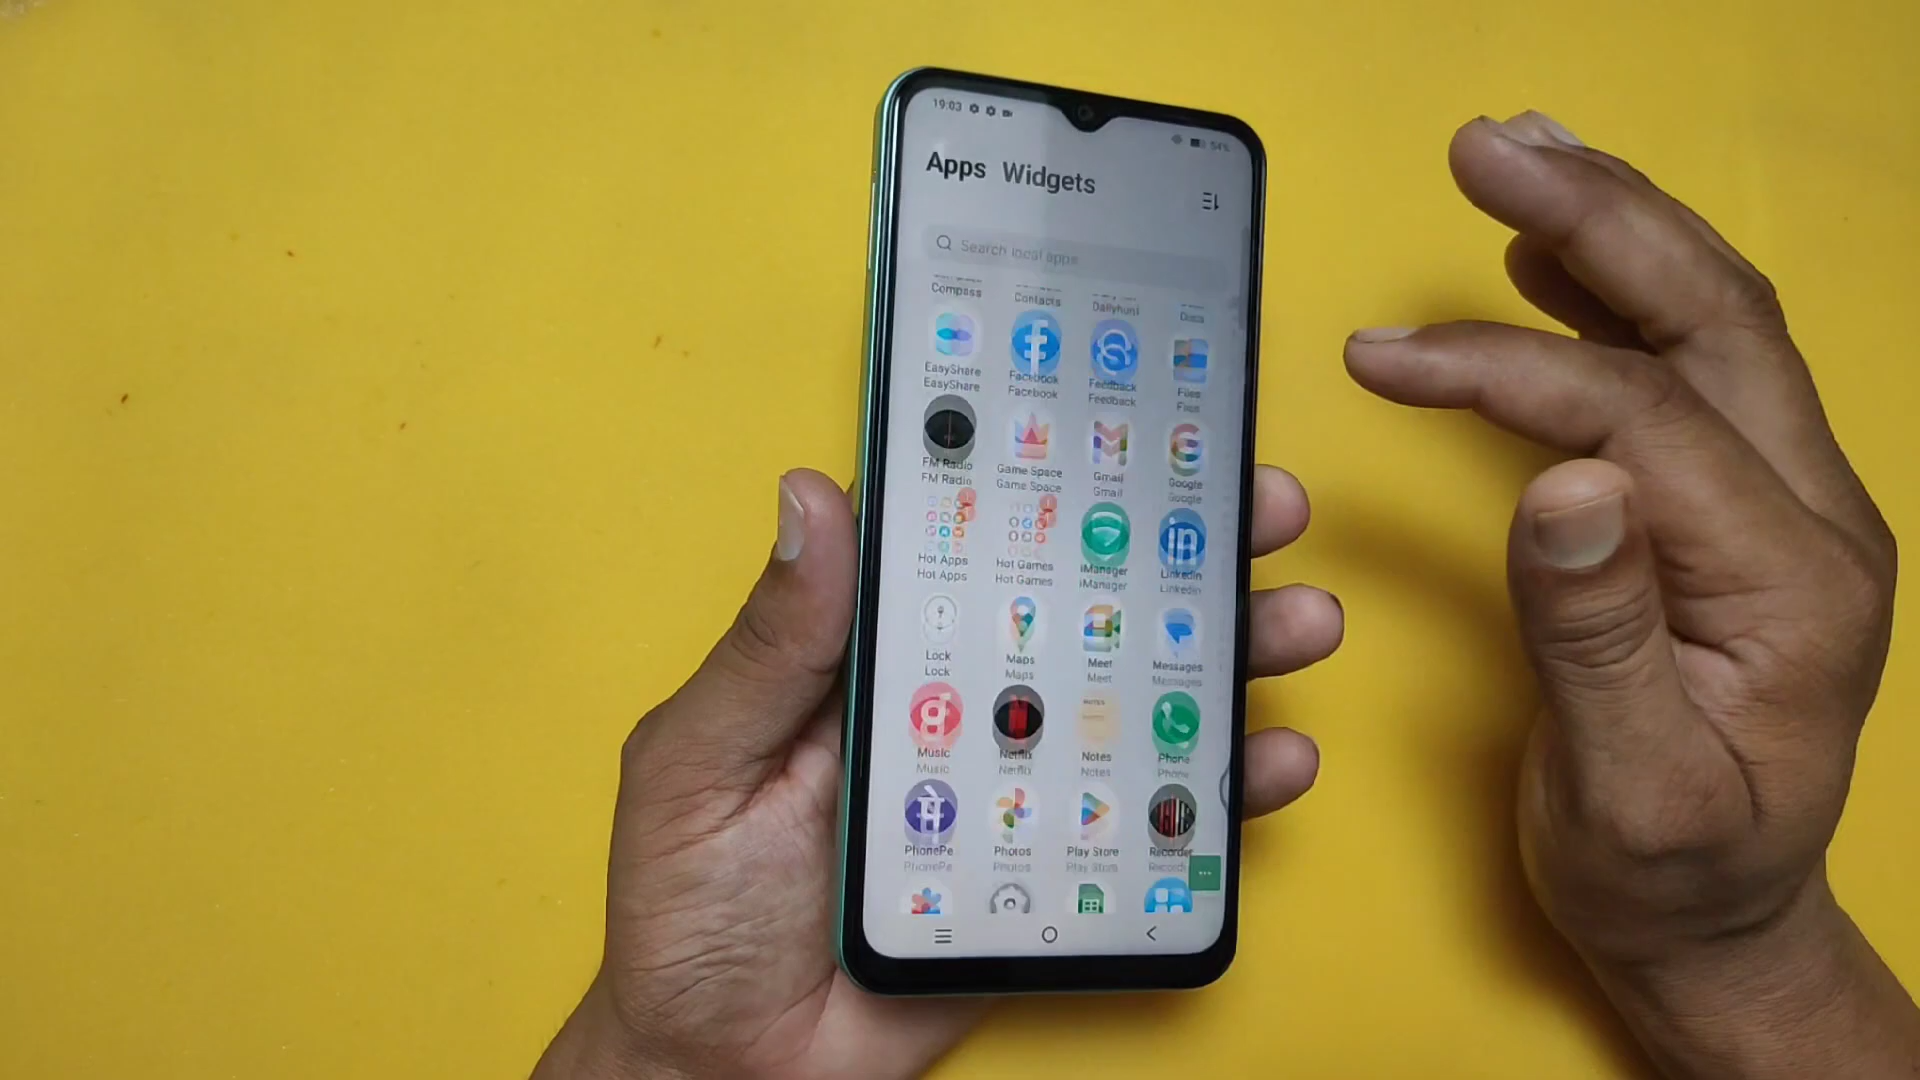 19:03 54%
Apps Widgets
Search local apps
Compass Contacts Dailyhunt Docs
EasyShare Facebook Feedback Files
EasyShare Facebook Feedback Files
FM Radio Game Space Gmail Google
FM Radio Game Space Gmail Google
Hot Apps Hot Games iManager LinkedIn
Hot Apps Hot Games iManager LinkedIn
Lock Maps Meet Messages
Lock Maps Meet Messages
Music Netflix Notes Phone
Music Netflix Notes Phone
पे
PhonePe Photos Play Store Recorder
PhonePe Photos Play Store